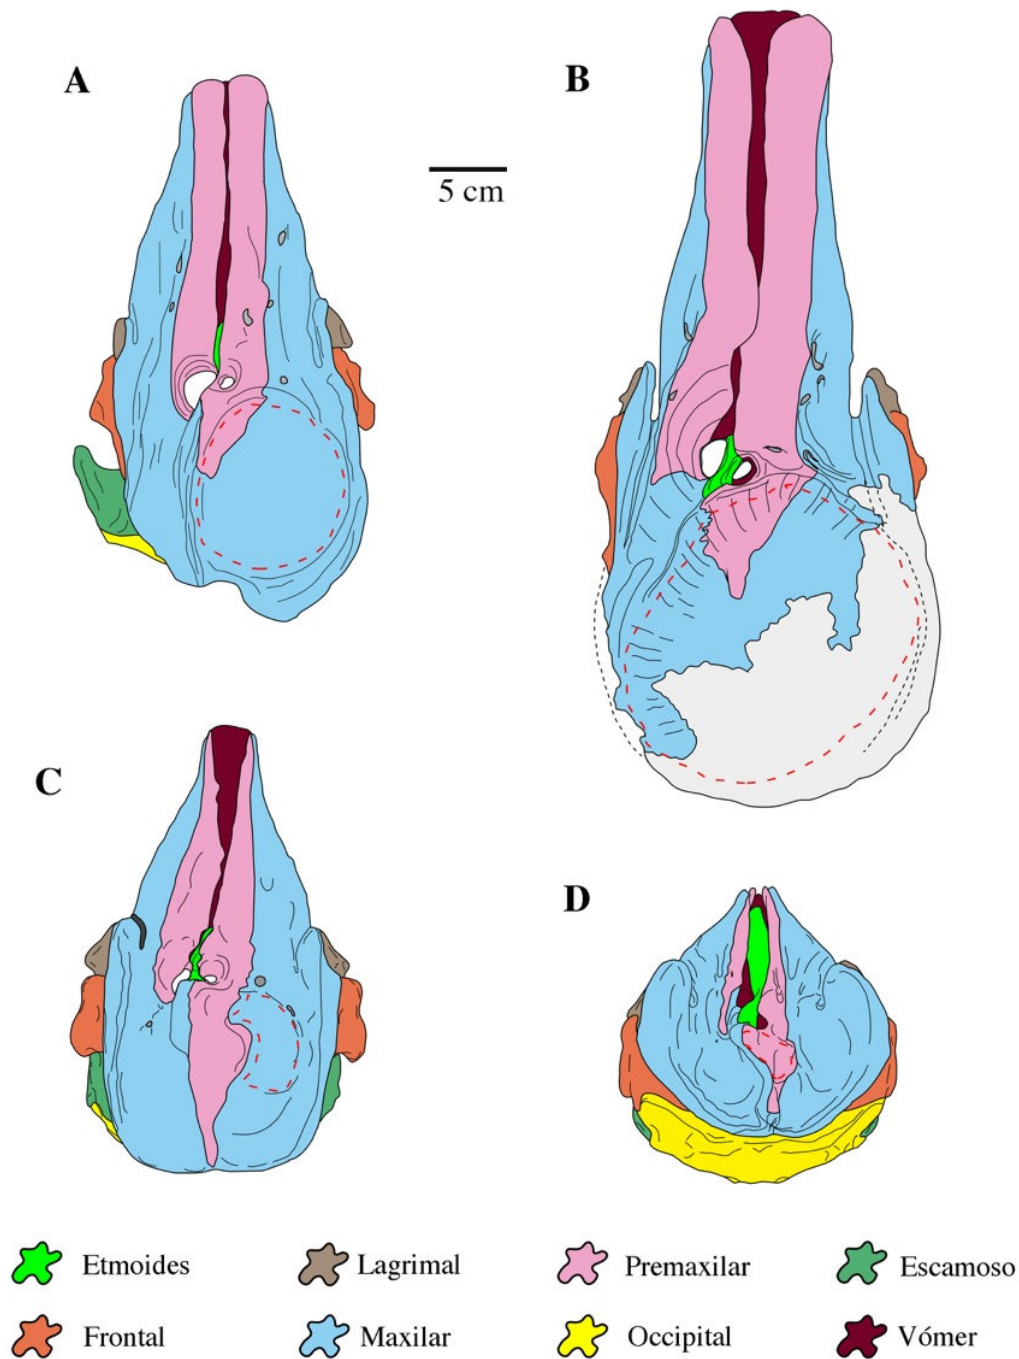 A
B
5 cm
C
D
Etmoides
Lagrimal
Premaxilar
Escamoso
Frontal
Maxilar
Occipital
Vómer